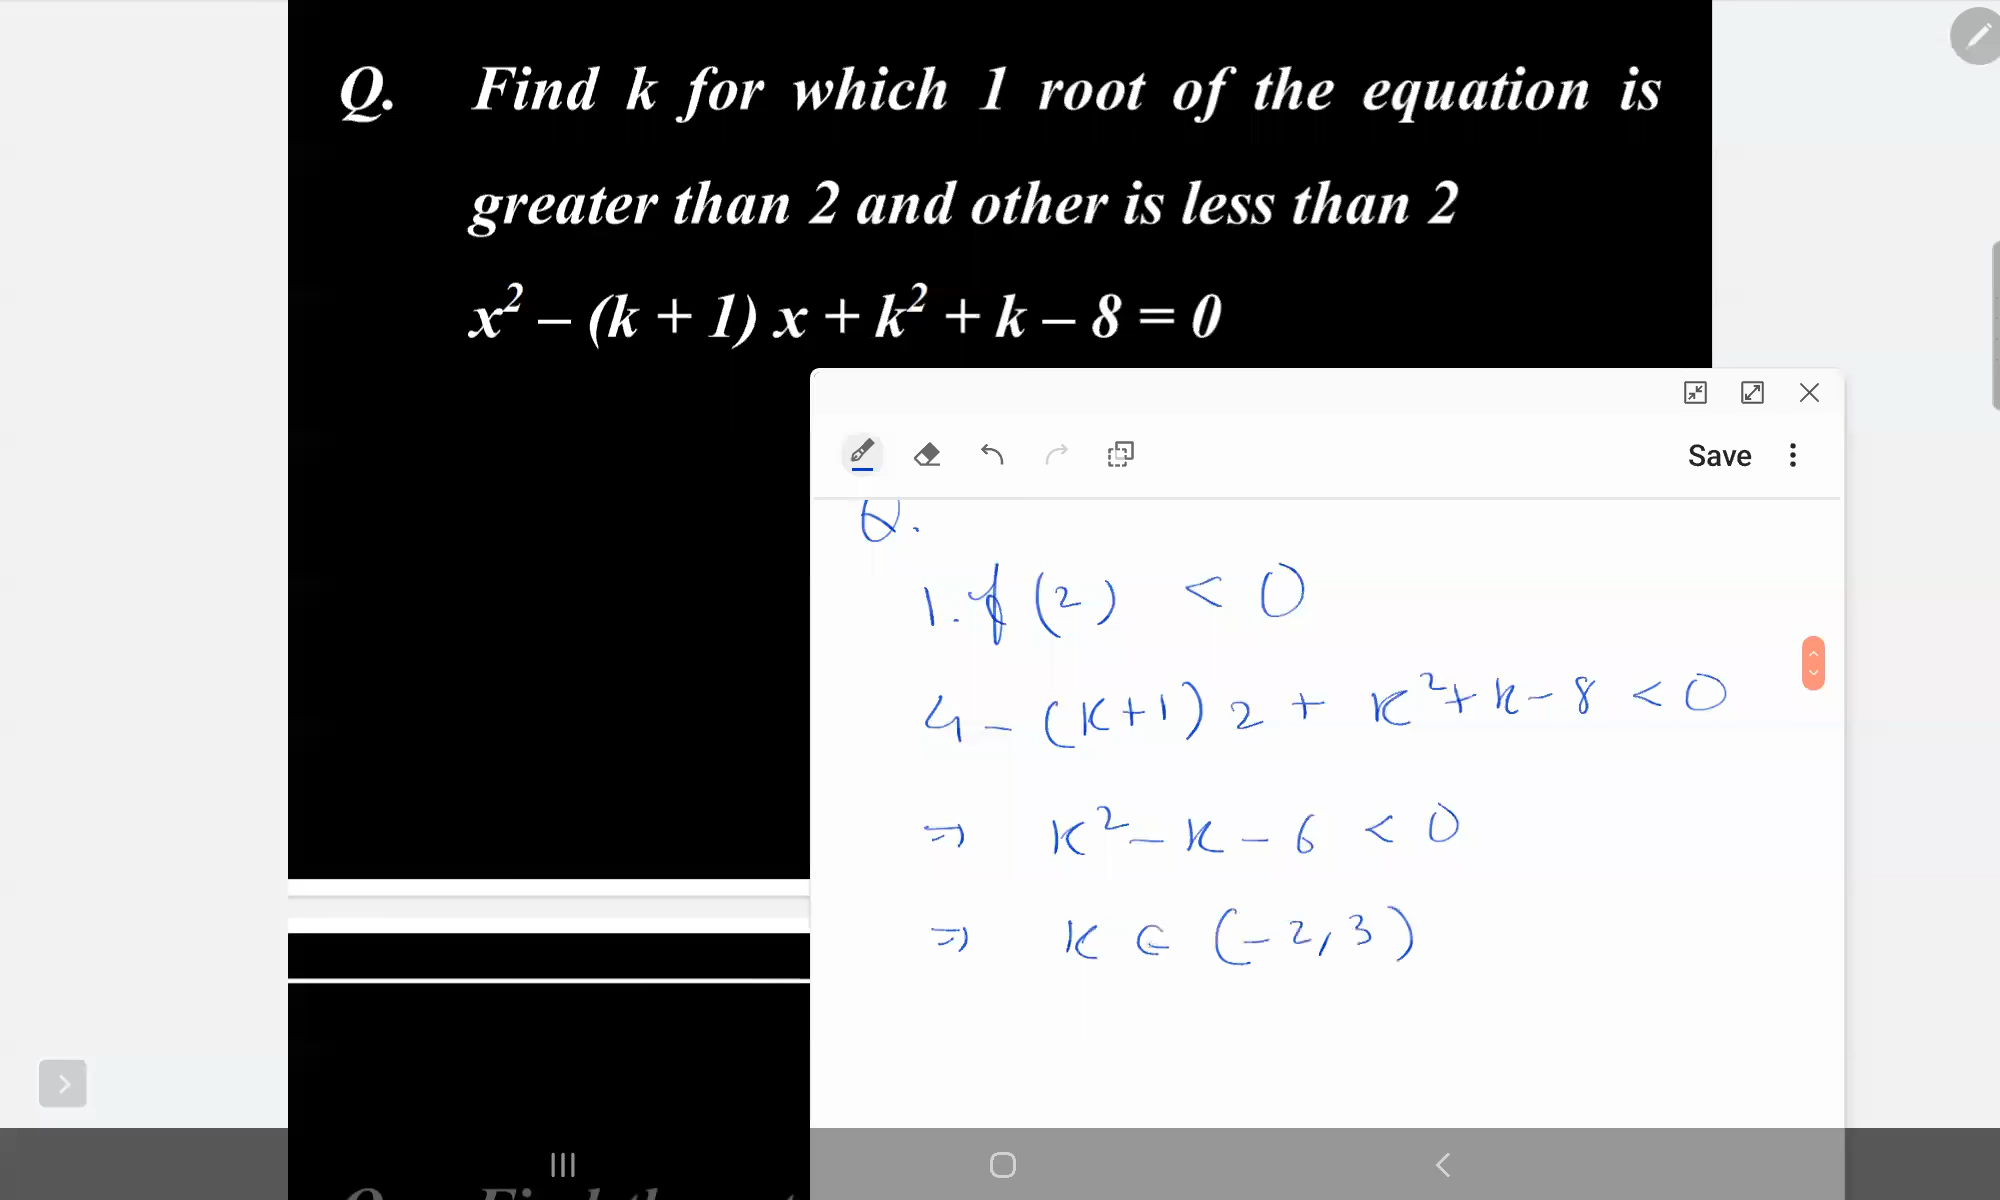 Q. Find k for which 1 root of the equation is
greater than 2 and other is less than 2
x² – (k + 1) x + k² + k – 8 = 0
Save
Q.
1. f(2) < 0
4 – (k+1) 2 + k² + k – 8 < 0
⇒ k² – k – 6 < 0
⇒ k ∈ (–2, 3)